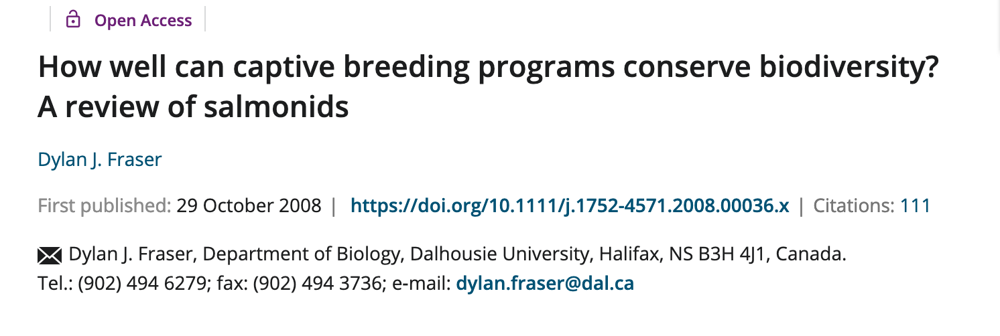 Open Access
How well can captive breeding programs conserve biodiversity?
A review of salmonids
Dylan J. Fraser
First published: 29 October 2008 | https://doi.org/10.1111/j.1752-4571.2008.00036.x | Citations: 111
Dylan J. Fraser, Department of Biology, Dalhousie University, Halifax, NS B3H 4J1, Canada.
Tel.: (902) 494 6279; fax: (902) 494 3736; e-mail: dylan.fraser@dal.ca